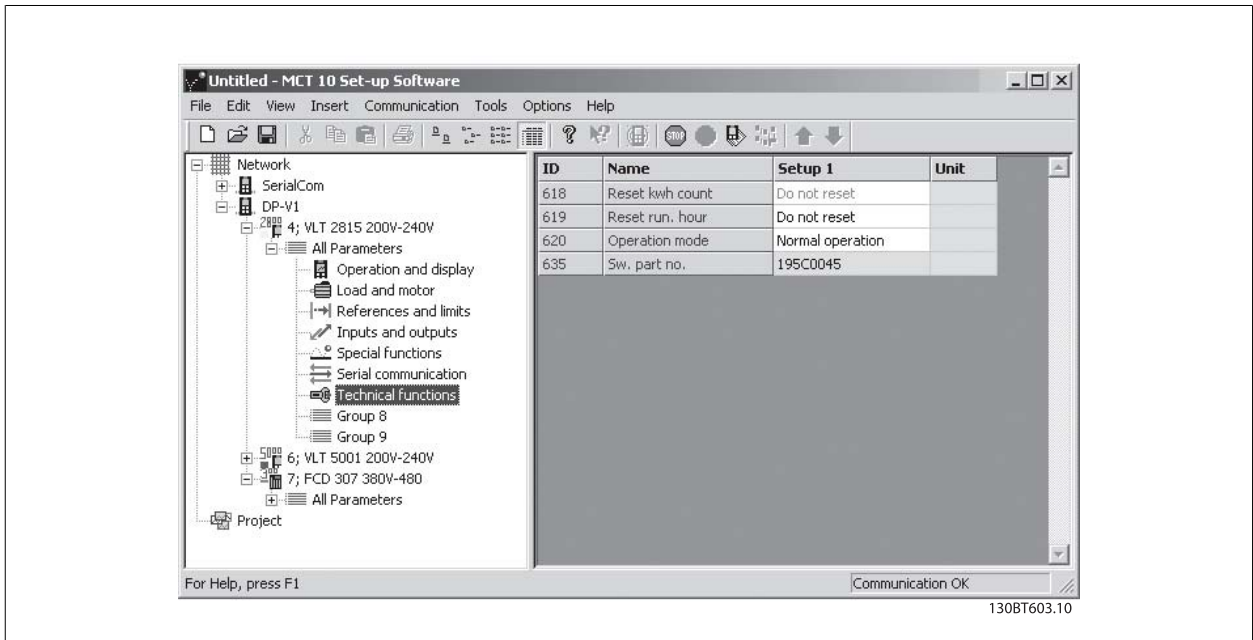 Untitled - MCT 10 Set-up Software
File Edit View Insert Communication Tools Options Help
STOP
Network
SerialCom
DP-V1
2800 4; VLT 2815 200V-240V
All Parameters
Operation and display
Load and motor
References and limits
Inputs and outputs
Special functions
Serial communication
Technical functions
Group 8
Group 9
5000 6; VLT 5001 200V-240V
300 7; FCD 307 380V-480
All Parameters
Project
ID Name Setup 1 Unit
618 Reset kwh count Do not reset
619 Reset run. hour Do not reset
620 Operation mode Normal operation
635 Sw. part no. 195C0045
For Help, press F1
Communication OK
130BT603.10